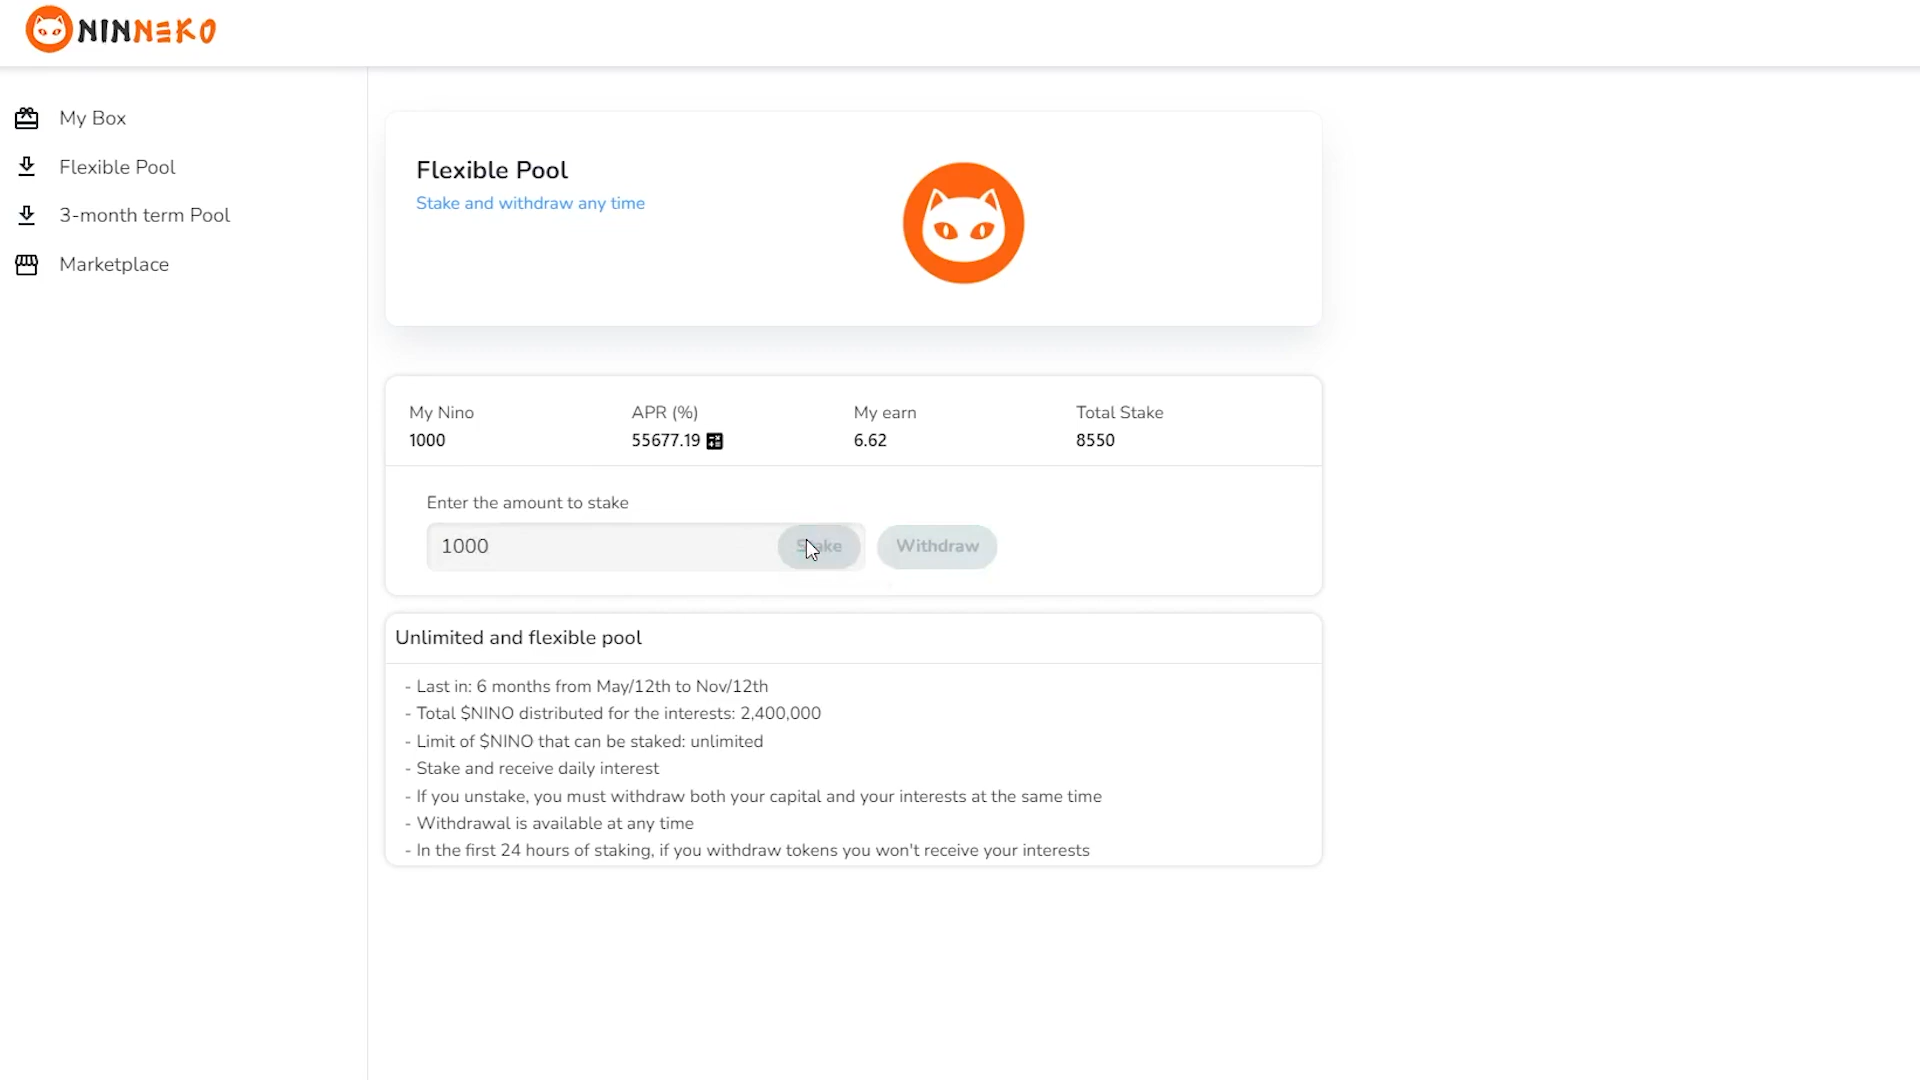 NINNEKO
My Box
Flexible Pool
3-month term Pool
Marketplace
Flexible Pool
Stake and withdraw any time
My Nino
1000
APR (%)
55677.19
My earn
6.62
Total Stake
8550
Enter the amount to stake
1000
Stake
Withdraw
Unlimited and flexible pool
- Last in: 6 months from May/12th to Nov/12th
- Total $NINO distributed for the interests: 2,400,000
- Limit of $NINO that can be staked: unlimited
- Stake and receive daily interest
- If you unstake, you must withdraw both your capital and your interests at the same time
- Withdrawal is available at any time
- In the first 24 hours of staking, if you withdraw tokens you won't receive your interests